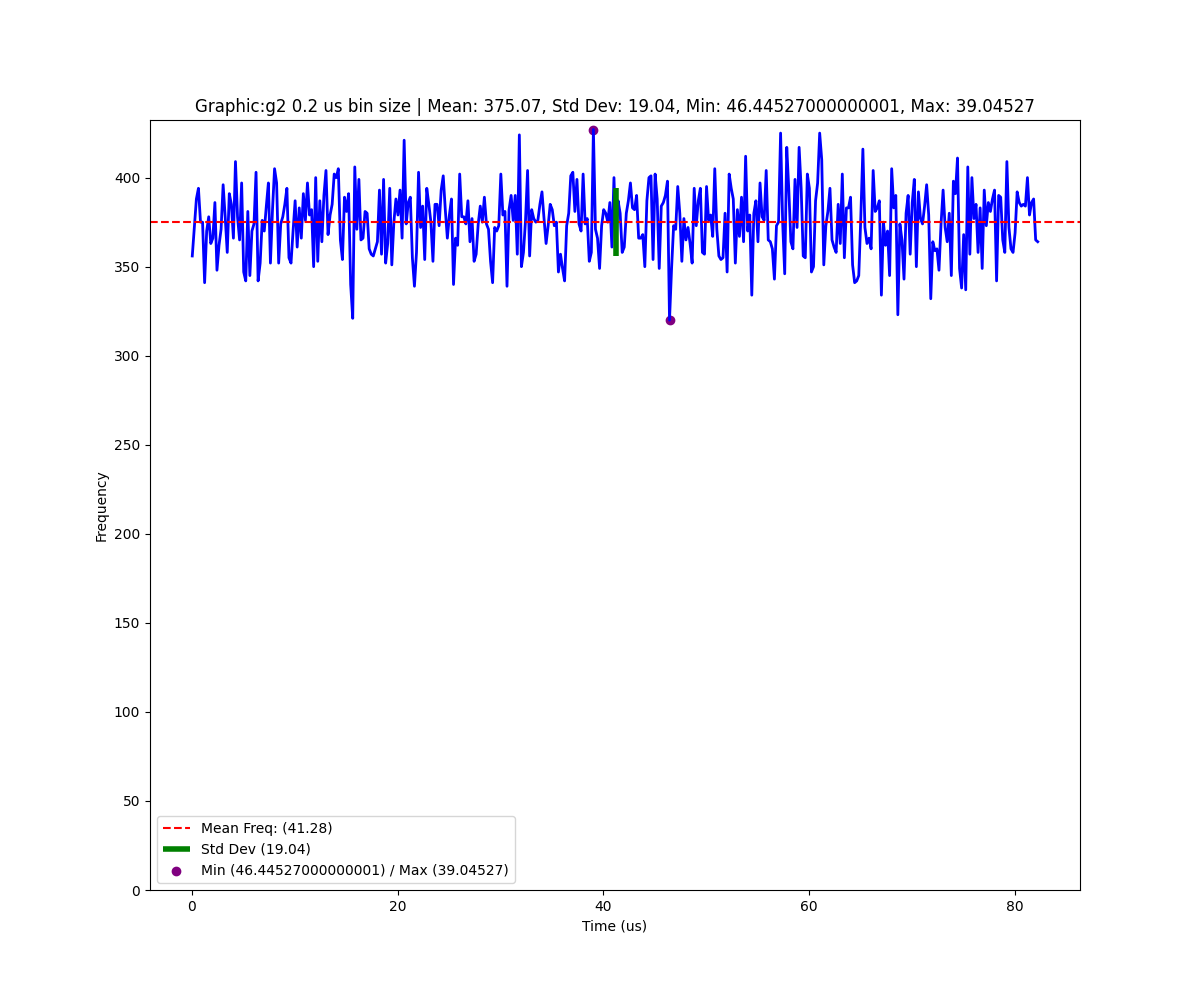 Graphic:g2 0.2 us bin size | Mean: 375.07, Std Dev: 19.04, Min: 46.44527000000001, Max: 39.04527
400
350
300
250
200
150
100
50
0
Frequency
Mean Freq: (41.28)
Std Dev (19.04)
Min (46.44527000000001) / Max (39.04527)
0 20 40 60 80
Time (us)